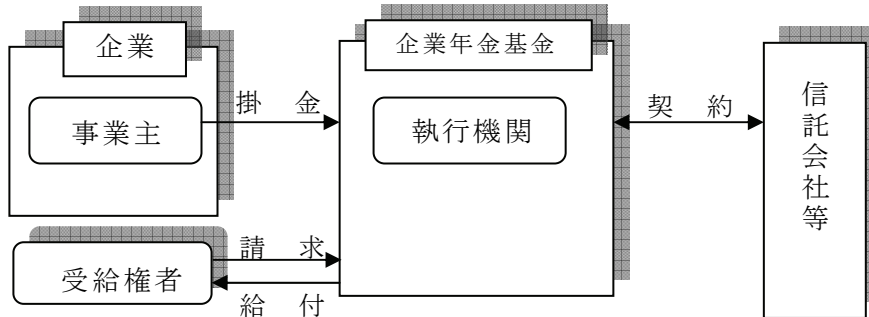 企業
企業年金基金
事業主
掛金
執行機関
契約
信託会社等
受給権者
請求
給付